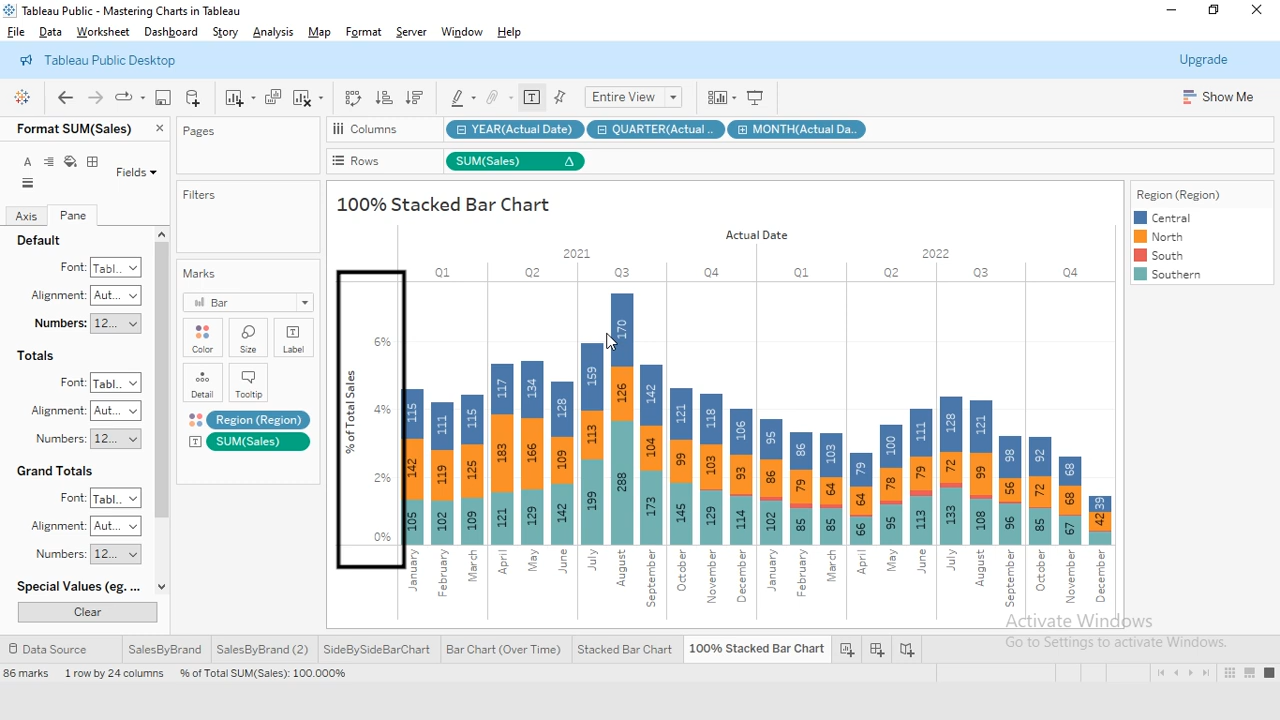 Tableau Public - Mastering Charts in Tableau
File Data Worksheet Dashboard Story Analysis Map Format Server Window Help
Tableau Public Desktop
Upgrade
Entire View
Show Me
Format SUM(Sales)
Fields
Axis
Pane
Default
Font: Tabl..
Alignment: Aut...
Numbers: 12...
Totals
Font: Tabl..
Alignment: Aut...
Numbers: 12...
Grand Totals
Font: Tabl..
Alignment: Aut...
Numbers: 12...
Special Values (eg. ...
Clear
Pages
Filters
Marks
Bar
Color
Size
Label
Detail
Tooltip
Region (Region)
SUM(Sales)
Columns
YEAR(Actual Date)
QUARTER(Actual ..
MONTH(Actual Da..
Rows
SUM(Sales)
100% Stacked Bar Chart
Actual Date
2021 2022
Q1 Q2 Q3 Q4 Q1 Q2 Q3 Q4
% of Total Sales
6%
4%
2%
0%
115 111 115 117 134 128 159 170 142 121 118 106 95 86 103 79 100 111 128 121 98 92 68 39
142 119 125 183 166 109 113 126 104 99 103 93 86 79 64 64 78 79 72 99 56 72 68 42
105 102 109 121 129 142 199 288 173 145 129 114 102 85 85 66 95 113 133 108 96 85 67
January February March April May June July August September October November December January February March April May June July August September October November December
Region (Region)
Central
North
South
Southern
Activate Windows
Go to Settings to activate Windows.
Data Source
SalesByBrand
SalesByBrand (2)
SideBySideBarChart
Bar Chart (Over Time)
Stacked Bar Chart
100% Stacked Bar Chart
86 marks 1 row by 24 columns % of Total SUM(Sales): 100.000%